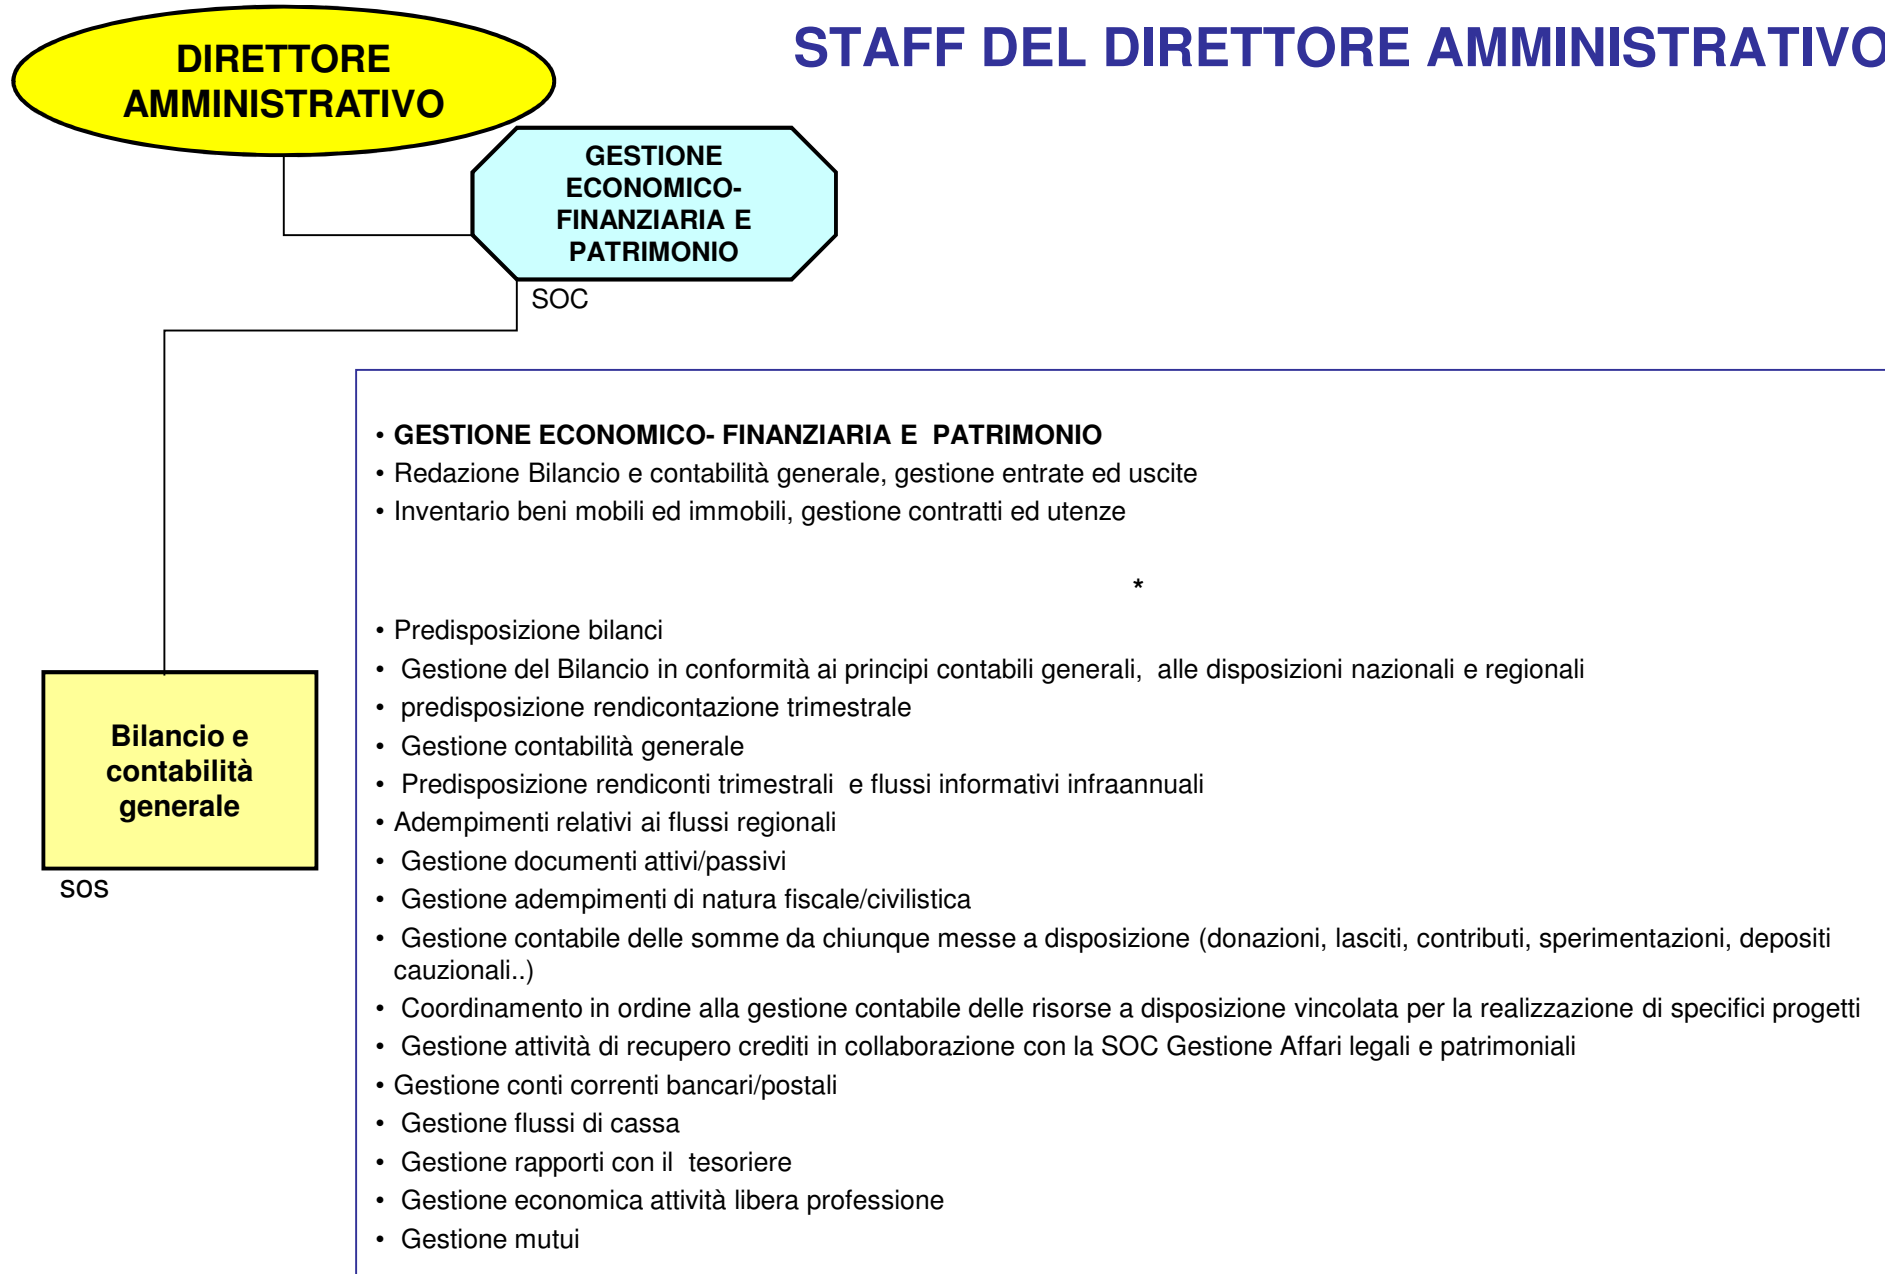 STAFF DEL DIRETTORE AMMINISTRATIVO
DIRETTORE
AMMINISTRATIVO
GESTIONE
ECONOMICO-
FINANZIARIA E
PATRIMONIO
SOC
• GESTIONE ECONOMICO- FINANZIARIA E PATRIMONIO
• Redazione Bilancio e contabilità generale, gestione entrate ed uscite
• Inventario beni mobili ed immobili, gestione contratti ed utenze
*
• Predisposizione bilanci
• Gestione del Bilancio in conformità ai principi contabili generali, alle disposizioni nazionali e regionali
• predisposizione rendicontazione trimestrale
• Gestione contabilità generale
• Predisposizione rendiconti trimestrali e flussi informativi infraannuali
• Adempimenti relativi ai flussi regionali
• Gestione documenti attivi/passivi
• Gestione adempimenti di natura fiscale/civilistica
• Gestione contabile delle somme da chiunque messe a disposizione (donazioni, lasciti, contributi, sperimentazioni, depositi
cauzionali..)
• Coordinamento in ordine alla gestione contabile delle risorse a disposizione vincolata per la realizzazione di specifici progetti
• Gestione attività di recupero crediti in collaborazione con la SOC Gestione Affari legali e patrimoniali
• Gestione conti correnti bancari/postali
• Gestione flussi di cassa
• Gestione rapporti con il tesoriere
• Gestione economica attività libera professione
• Gestione mutui
Bilancio e
contabilità
generale
SOS